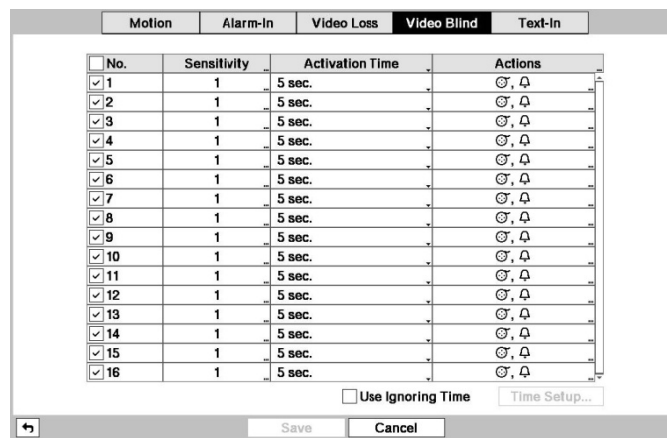 Motion Alarm-In Video Loss Video Blind Text-In
No. Sensitivity Activation Time Actions
1 1 5 sec. ,
2 1 5 sec. ,
3 1 5 sec. ,
4 1 5 sec. ,
5 1 5 sec. ,
6 1 5 sec. ,
7 1 5 sec. ,
8 1 5 sec. ,
9 1 5 sec. ,
10 1 5 sec. ,
11 1 5 sec. ,
12 1 5 sec. ,
13 1 5 sec. ,
14 1 5 sec. ,
15 1 5 sec. ,
16 1 5 sec. ,
Use Ignoring Time Time Setup...
Save Cancel